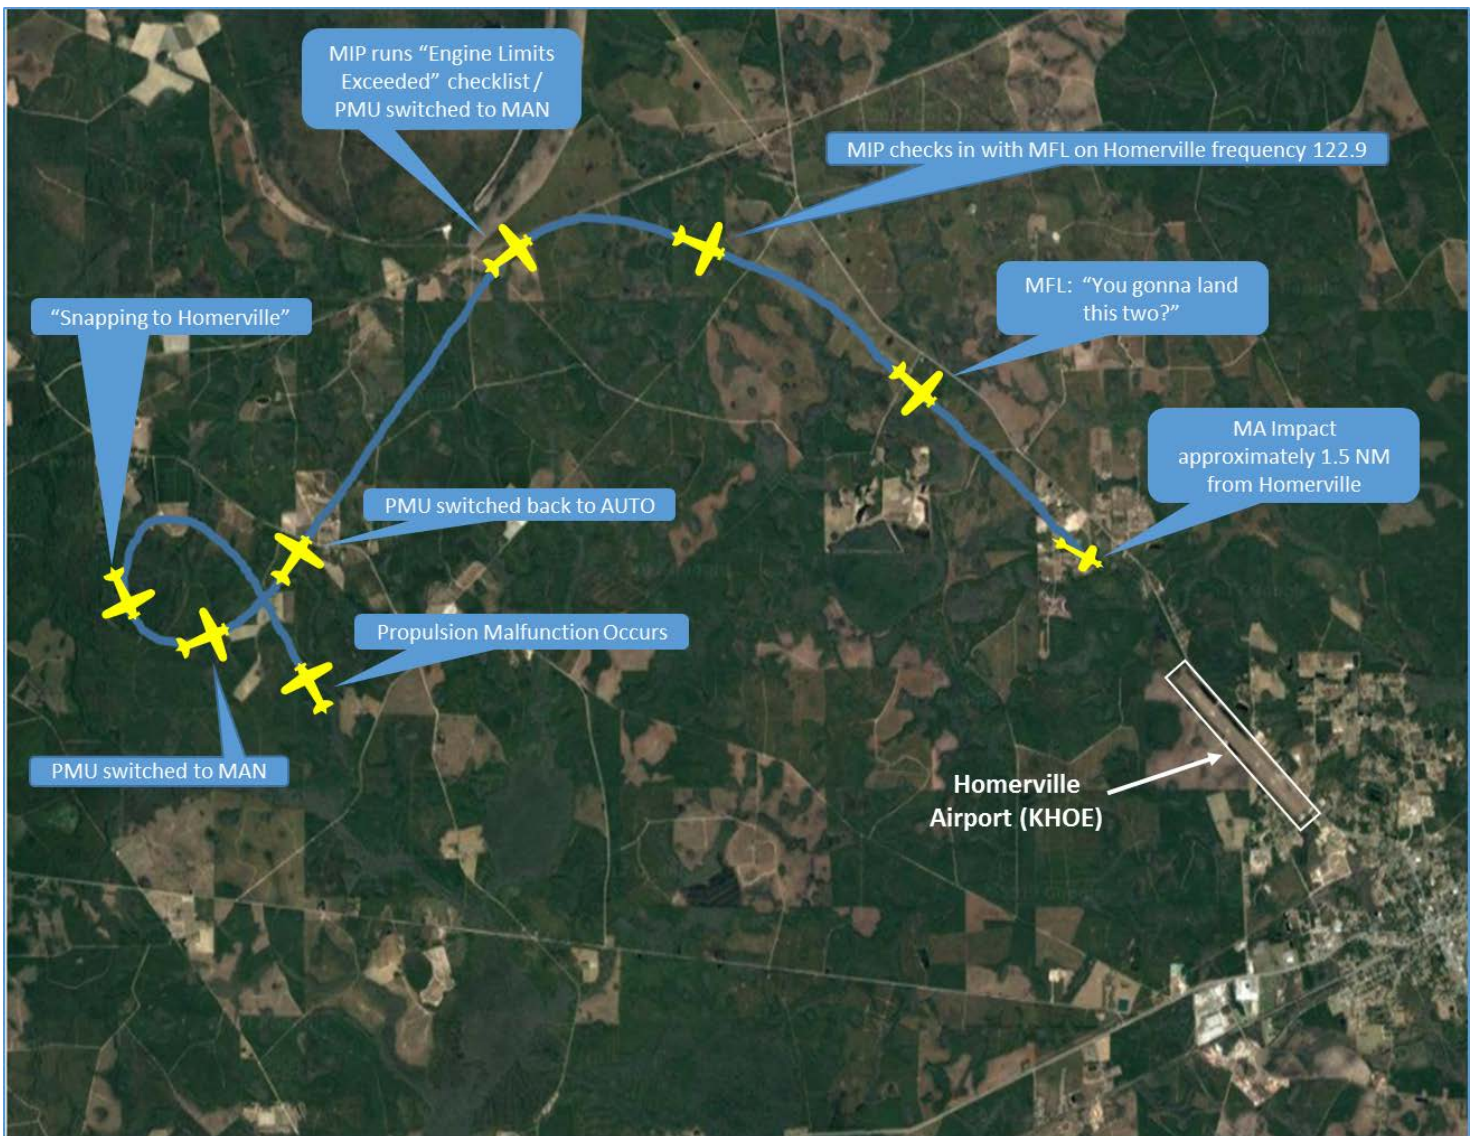 MIP runs “Engine Limits
Exceeded” checklist /
PMU switched to MAN
MIP checks in with MFL on Homerville frequency 122.9
MFL:  “You gonna land
this two?”
“Snapping to Homerville”
MA Impact
approximately 1.5 NM
from Homerville
PMU switched back to AUTO
Propulsion Malfunction Occurs
PMU switched to MAN
Homerville
Airport (KHOE)